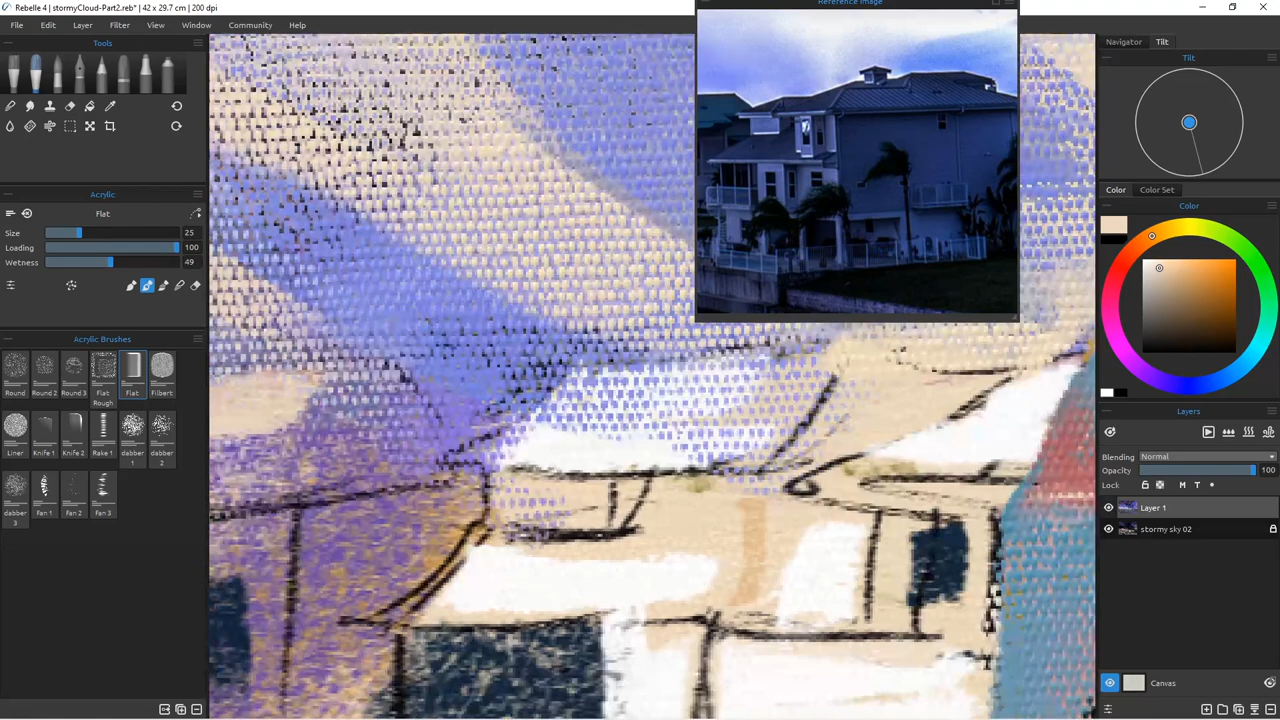 Rebelle 4 | stormyCloud-Part2.reb* | 42 x 29.7 cm | 200 dpi
File Edit Layer Filter View Window Community Help
Reference Image
Tools
Acrylic
Flat
Size 25
Loading 100
Wetness 49
Acrylic Brushes
Round Round 2 Round 3 Flat Rough Flat Filbert
Liner Knife 1 Knife 2 Rake 1 dabber 1 dabber 2
dabber 3 Fan 1 Fan 2 Fan 3
Navigator Tilt
Tilt
Color Color Set
Color
Layers
Blending Normal
Opacity 100
Lock M T
Layer 1
stormy sky 02
Canvas